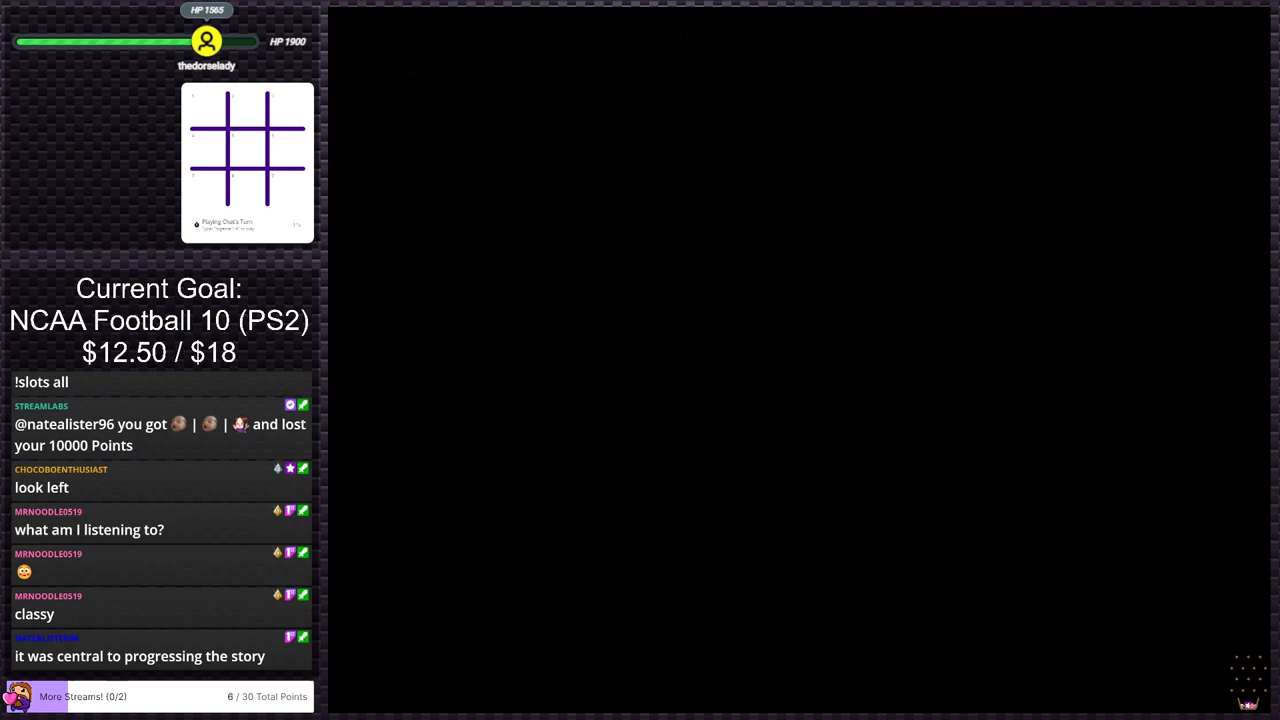 HP 1565
HP 1900
thedorselady
Playing Chat's Turn
Current Goal:
NCAA Football 10 (PS2)
$12.50 / $18
!slots all
STREAMLABS
@natealister96 you got | | and lost
your 10000 Points
CHOCOBOENTHUSIAST
look left
MRNOODLE0519
what am I listening to?
MRNOODLE0519
MRNOODLE0519
classy
NATEALISTER96
it was central to progressing the story
More Streams! (0/2)
6 / 30 Total Points